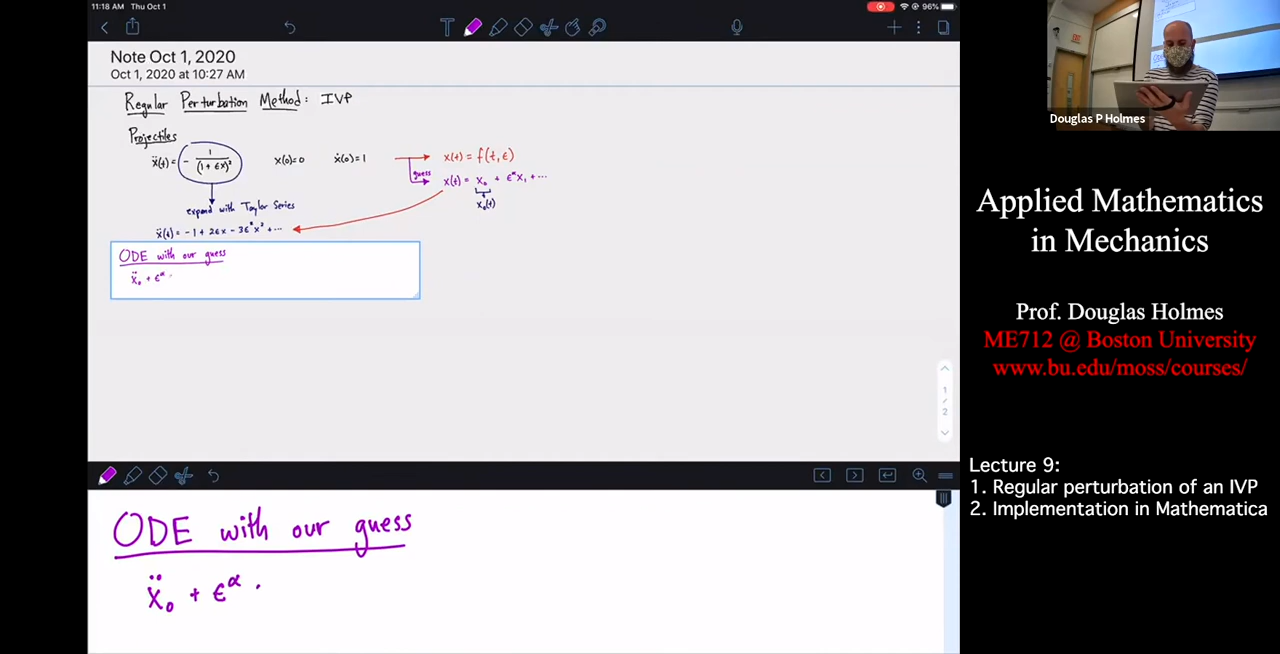 11:18 AM Thu Oct 1
96%
Note Oct 1, 2020
Oct 1, 2020 at 10:27 AM
Regular Perturbation Method: IVP
Projectiles
ẍ(t) = - 1/(1 + εx)² x(0)=0 ẋ(0)=1 x(t) = f(t, ε)
guess x(t) = x₀ + ε^α x₁ + ...
x₀(t)
expand with Taylor Series
ẍ(t) = -1 + 2εx - 3ε²x² + ...
ODE with our guess
ẍ₀ + ε^α
1
/
2
ODE with our guess
ẍ₀ + ε^α
Douglas P Holmes
Applied Mathematics
in Mechanics
Prof. Douglas Holmes
ME712 @ Boston University
www.bu.edu/moss/courses/
Lecture 9:
1. Regular perturbation of an IVP
2. Implementation in Mathematica